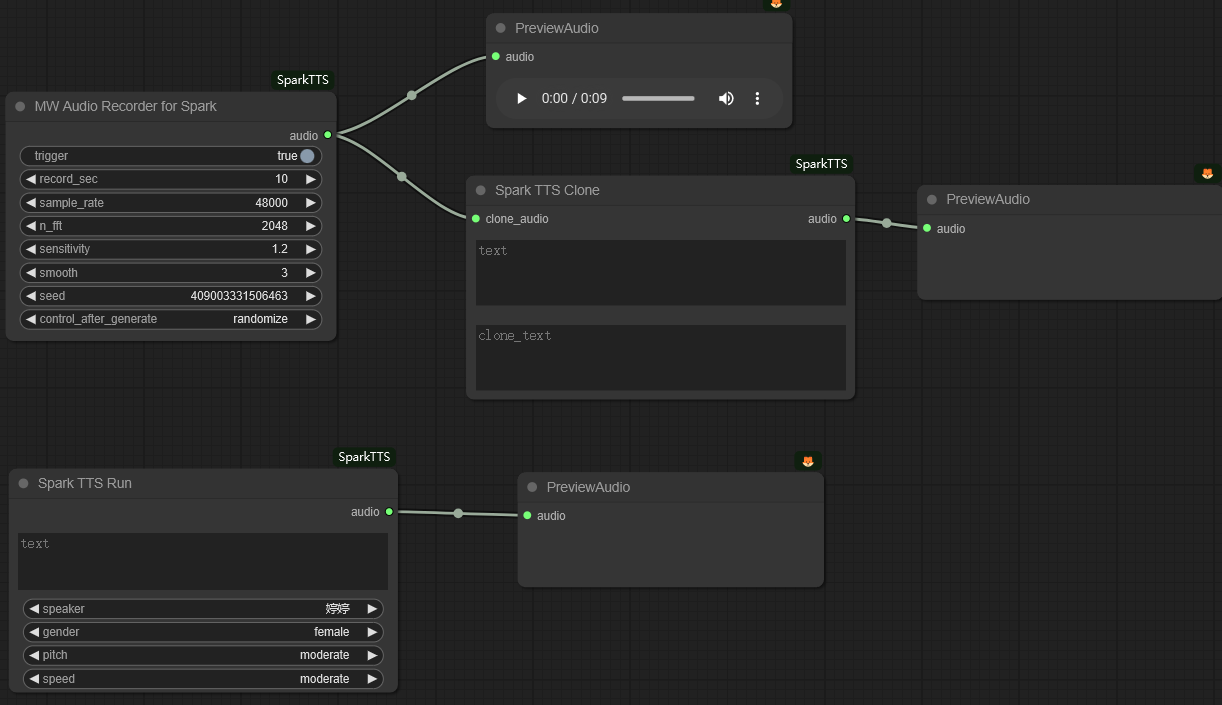 PreviewAudio
audio
0:00 / 0:09
SparkTTS
MW Audio Recorder for Spark
audio
trigger true
record_sec 10
sample_rate 48000
n_fft 2048
sensitivity 1.2
smooth 3
seed 409003331506463
control_after_generate randomize
SparkTTS
Spark TTS Clone
clone_audio audio
text
clone_text
PreviewAudio
audio
SparkTTS
Spark TTS Run
audio
text
speaker 婷婷
gender female
pitch moderate
speed moderate
PreviewAudio
audio